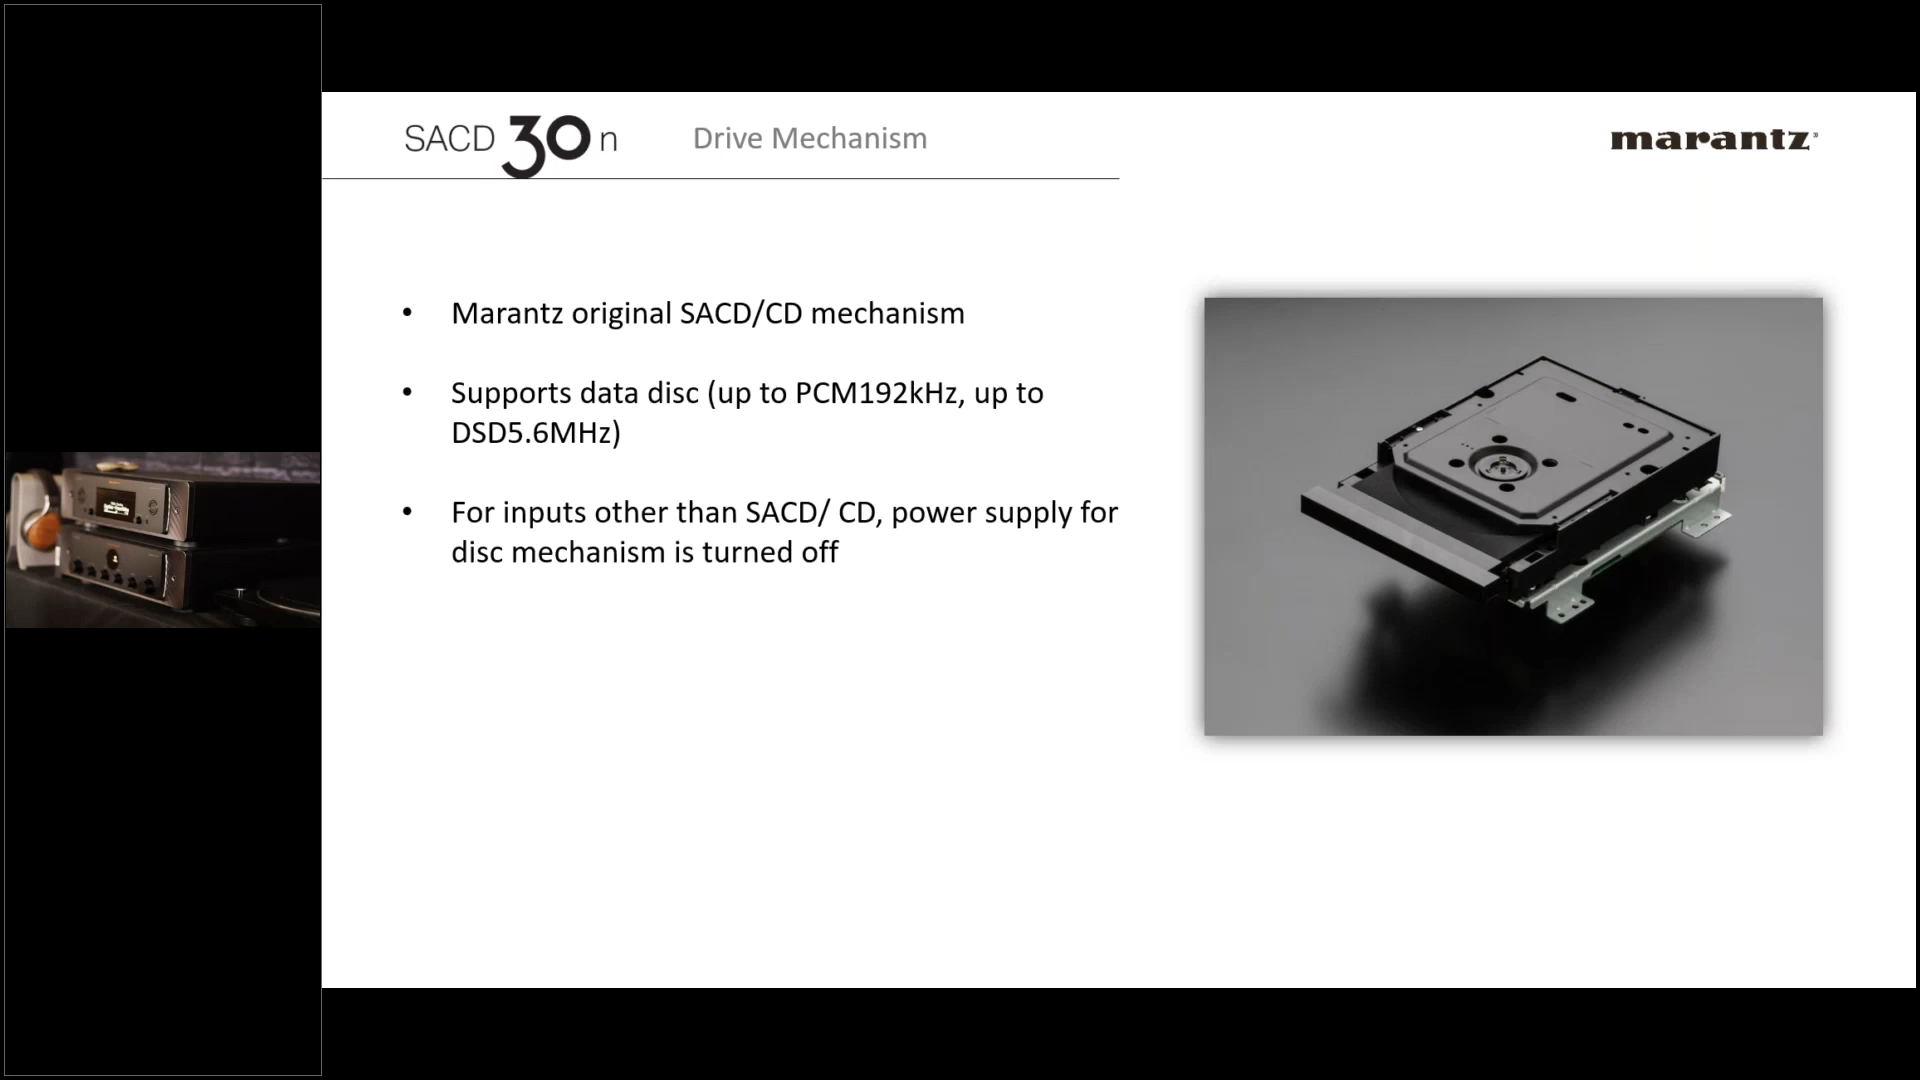 SACD 30 n
Drive Mechanism
marantz
• Marantz original SACD/CD mechanism
• Supports data disc (up to PCM192kHz, up to
DSD5.6MHz)
• For inputs other than SACD/ CD, power supply for
disc mechanism is turned off